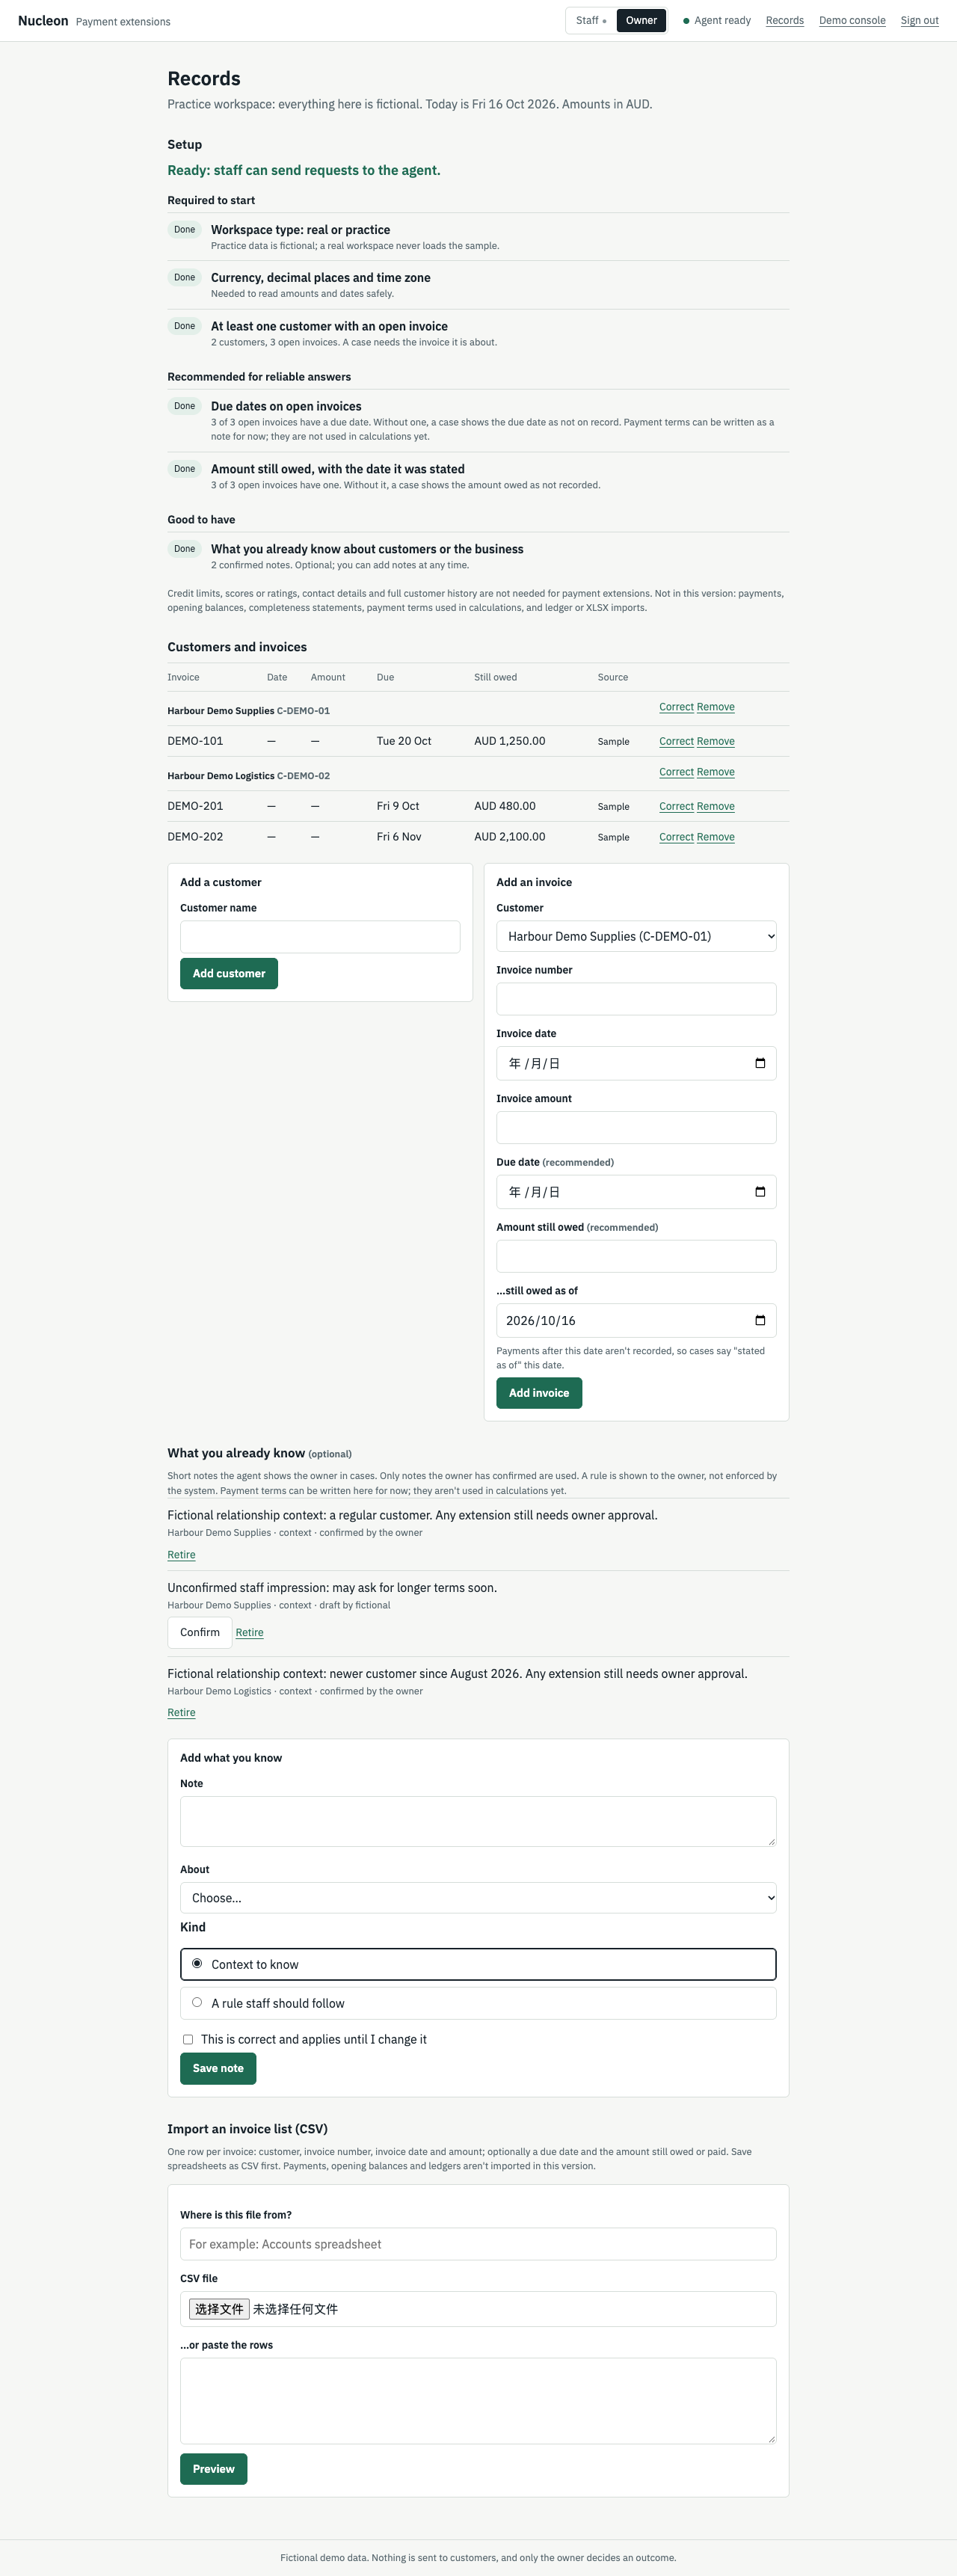 Nucleon Payment extensions
Staff Owner Agent ready Records Demo console Sign out
Records
Practice workspace: everything here is fictional. Today is Fri 16 Oct 2026. Amounts in AUD.
Setup
Ready: staff can send requests to the agent.
Required to start
Done Workspace type: real or practice
Practice data is fictional; a real workspace never loads the sample.
Done Currency, decimal places and time zone
Needed to read amounts and dates safely.
Done At least one customer with an open invoice
2 customers, 3 open invoices. A case needs the invoice it is about.
Recommended for reliable answers
Done Due dates on open invoices
3 of 3 open invoices have a due date. Without one, a case shows the due date as not on record. Payment terms can be written as a
note for now; they are not used in calculations yet.
Done Amount still owed, with the date it was stated
3 of 3 open invoices have one. Without it, a case shows the amount owed as not recorded.
Good to have
Done What you already know about customers or the business
2 confirmed notes. Optional; you can add notes at any time.
Credit limits, scores or ratings, contact details and full customer history are not needed for payment extensions. Not in this version: payments,
opening balances, completeness statements, payment terms used in calculations, and ledger or XLSX imports.
Customers and invoices
Invoice Date Amount Due Still owed Source
Harbour Demo Supplies C-DEMO-01 Correct Remove
DEMO-101 — — Tue 20 Oct AUD 1,250.00 Sample Correct Remove
Harbour Demo Logistics C-DEMO-02 Correct Remove
DEMO-201 — — Fri 9 Oct AUD 480.00 Sample Correct Remove
DEMO-202 — — Fri 6 Nov AUD 2,100.00 Sample Correct Remove
Add a customer
Customer name
Add customer
Add an invoice
Customer
Harbour Demo Supplies (C-DEMO-01)
Invoice number
Invoice date
年 /月/日
Invoice amount
Due date (recommended)
年 /月/日
Amount still owed (recommended)
...still owed as of
2026/10/16
Payments after this date aren't recorded, so cases say "stated
as of" this date.
Add invoice
What you already know (optional)
Short notes the agent shows the owner in cases. Only notes the owner has confirmed are used. A rule is shown to the owner, not enforced by
the system. Payment terms can be written here for now; they aren't used in calculations yet.
Fictional relationship context: a regular customer. Any extension still needs owner approval.
Harbour Demo Supplies · context · confirmed by the owner
Retire
Unconfirmed staff impression: may ask for longer terms soon.
Harbour Demo Supplies · context · draft by fictional
Confirm Retire
Fictional relationship context: newer customer since August 2026. Any extension still needs owner approval.
Harbour Demo Logistics · context · confirmed by the owner
Retire
Add what you know
Note
About
Choose...
Kind
Context to know
A rule staff should follow
This is correct and applies until I change it
Save note
Import an invoice list (CSV)
One row per invoice: customer, invoice number, invoice date and amount; optionally a due date and the amount still owed or paid. Save
spreadsheets as CSV first. Payments, opening balances and ledgers aren't imported in this version.
Where is this file from?
For example: Accounts spreadsheet
CSV file
选择文件 未选择任何文件
...or paste the rows
Preview
Fictional demo data. Nothing is sent to customers, and only the owner decides an outcome.